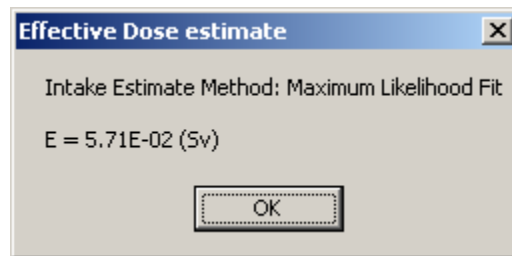 Effective Dose estimate
Intake Estimate Method: Maximum Likelihood Fit
E = 5.71E-02 (Sv)
OK